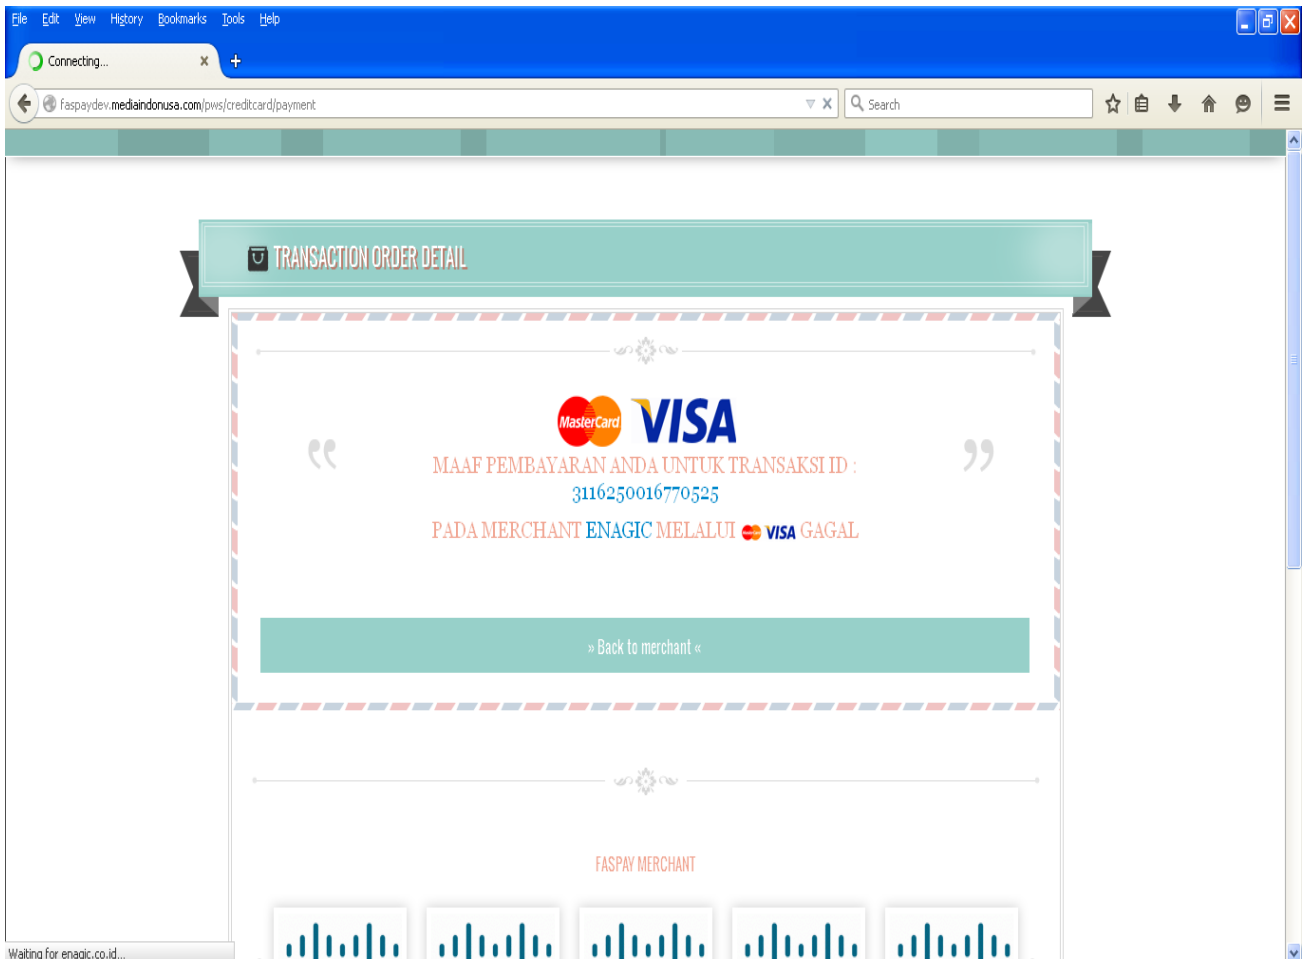 File Edit View History Bookmarks Tools Help
Connecting...
faspaydev.mediaindonusa.com/pws/creditcard/payment
Search
TRANSACTION ORDER DETAIL
MasterCard VISA
MAAF PEMBAYARAN ANDA UNTUK TRANSAKSI ID :
3116250016770525
PADA MERCHANT ENAGIC MELALUI VISA GAGAL
» Back to merchant «
FASPAY MERCHANT
Waiting for enagic.co.id...